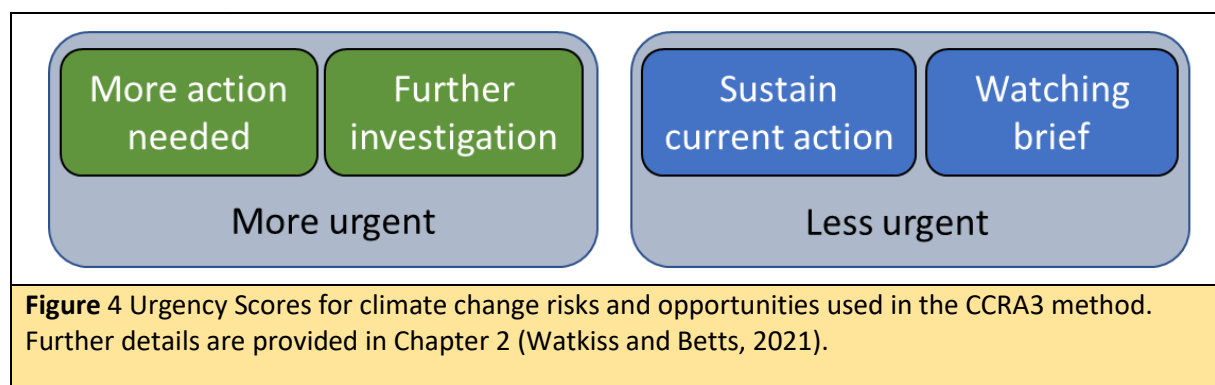 More action
needed
Further
investigation
More urgent
Sustain
current action
Watching
brief
Less urgent
Figure 4 Urgency Scores for climate change risks and opportunities used in the CCRA3 method.
Further details are provided in Chapter 2 (Watkiss and Betts, 2021).